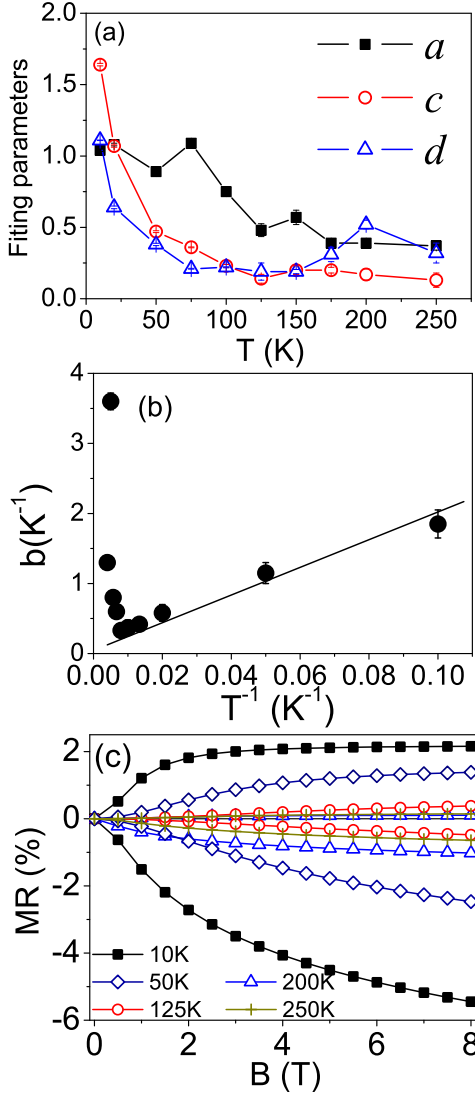 (a)
a
c
d
Fiting parameters
2.0
1.5
1.0
0.5
0.0
0 50 100 150 200 250
T (K)
(b)
b(K-1)
4
3
2
1
0
0.00 0.02 0.04 0.06 0.08 0.10
T-1 (K-1)
(c)
MR (%)
2
0
-2
-4
-6
10K
50K 200K
125K 250K
0 2 4 6 8
B (T)